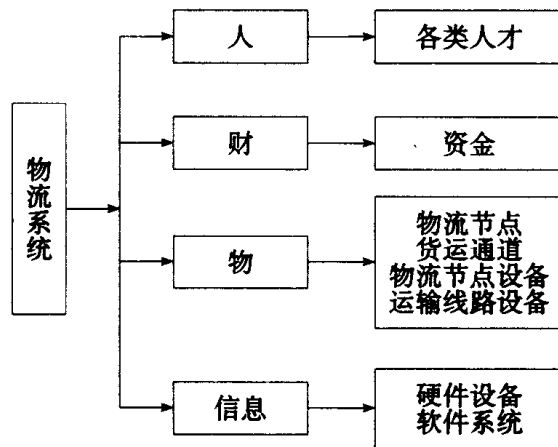 物流系统
人
各类人才
财
资金
物
物流节点
货运通道
物流节点设备
运输线路设备
信息
硬件设备
软件系统